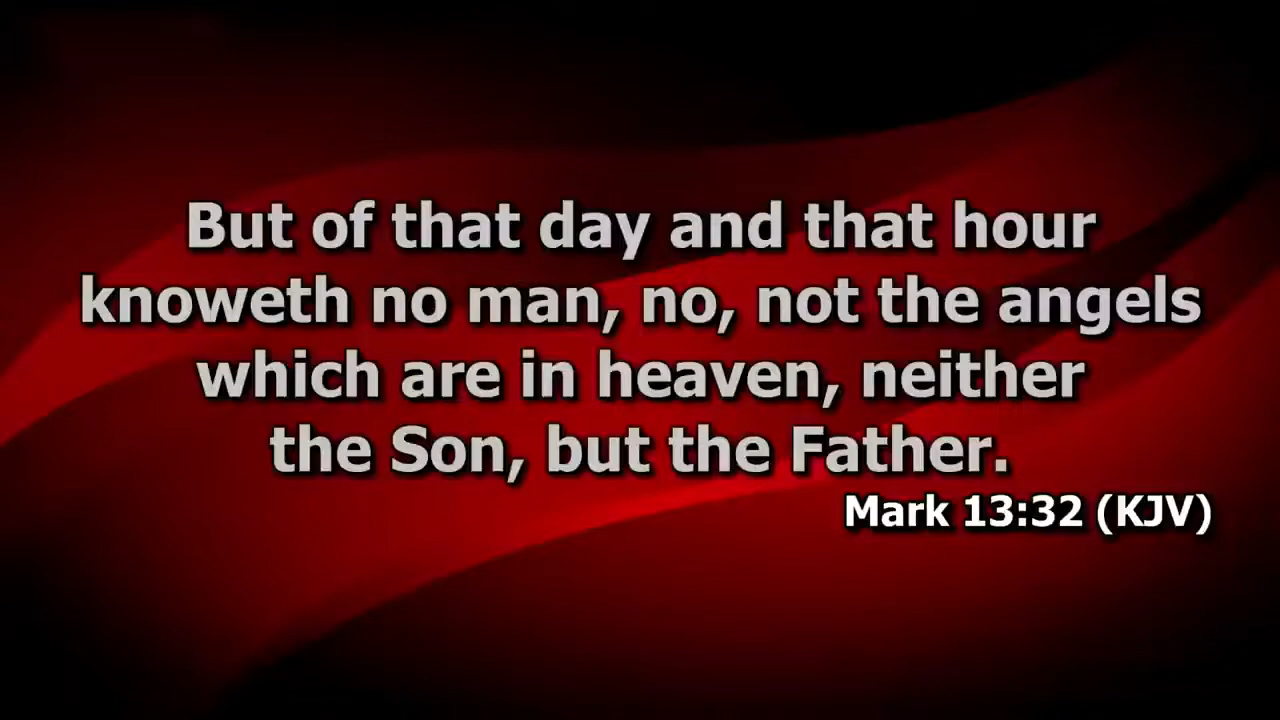 But of that day and that hour
knoweth no man, no, not the angels
which are in heaven, neither
the Son, but the Father.
Mark 13:32 (KJV)